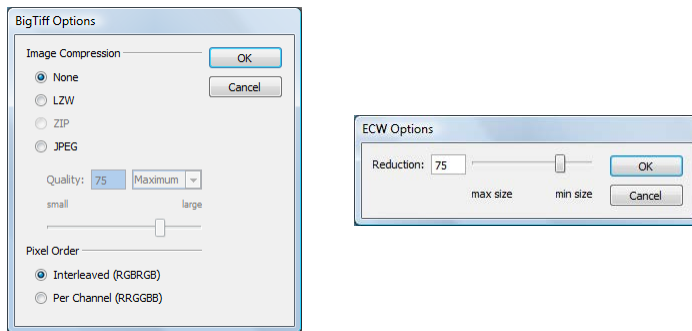 BigTiff Options
Image Compression
OK
None
Cancel
LZW
ZIP
JPEG
Quality: 75 Maximum
small large
Pixel Order
Interleaved (RGBRGB)
Per Channel (RRGGBB)
ECW Options
Reduction: 75 OK
max size min size Cancel